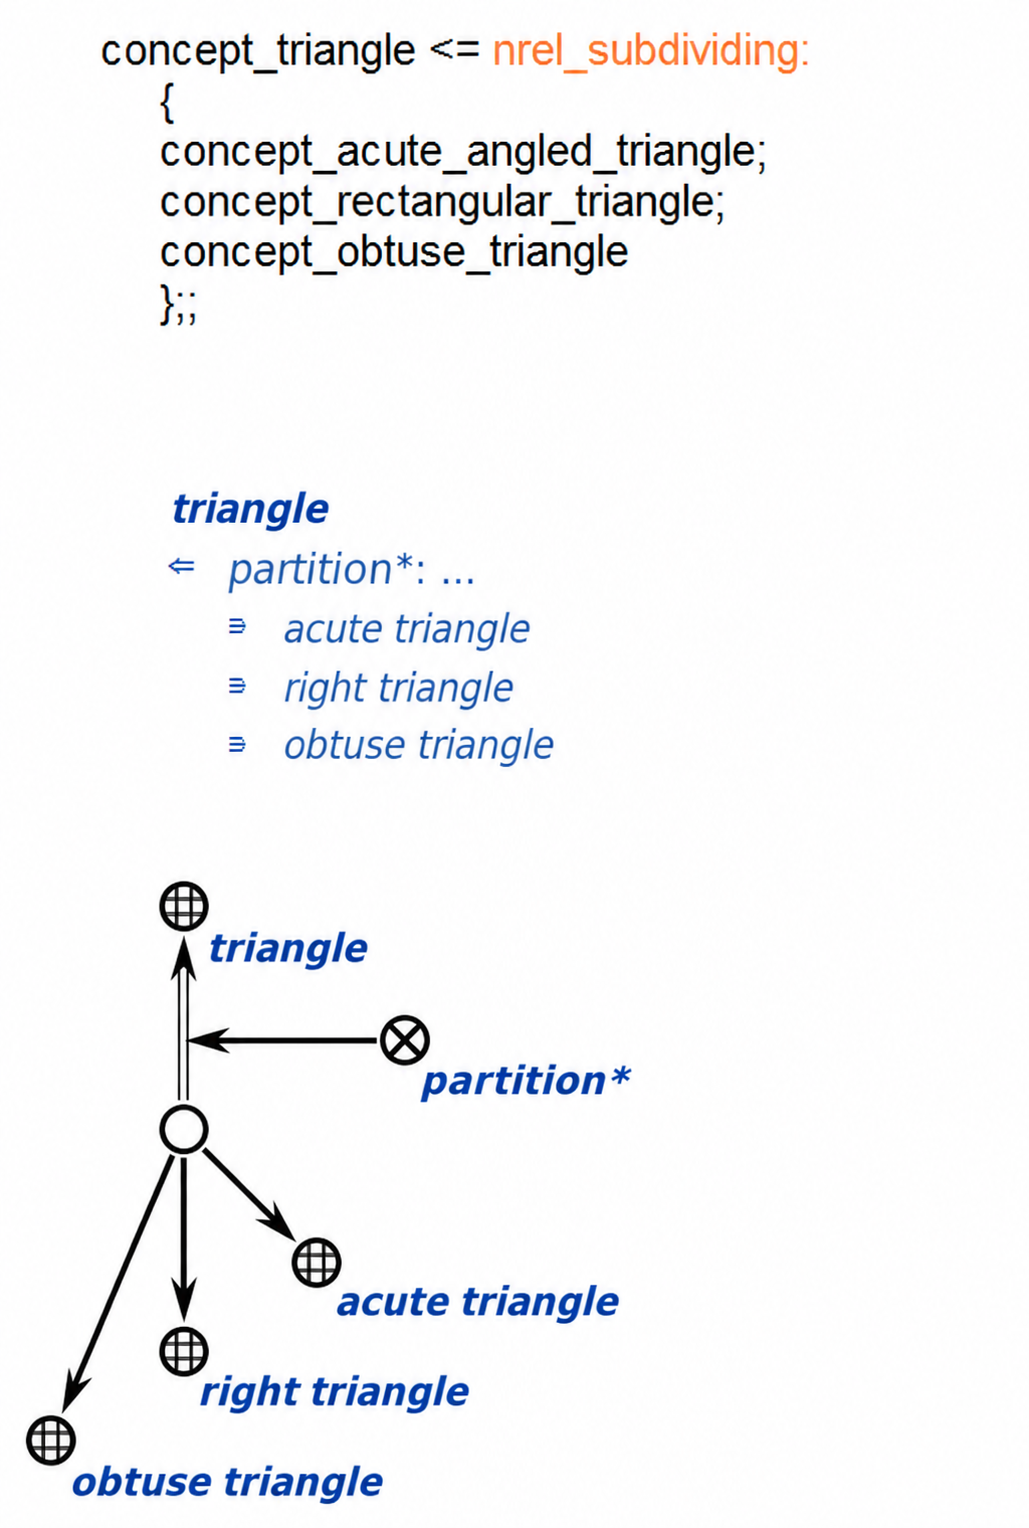 concept_triangle <= nrel_subdividing:
{
concept_acute_angled_triangle;
concept_rectangular_triangle;
concept_obtuse_triangle
};;
triangle
⇐ partition*: ...
∋ acute triangle
∋ right triangle
∋ obtuse triangle
triangle
partition*
acute triangle
right triangle
obtuse triangle